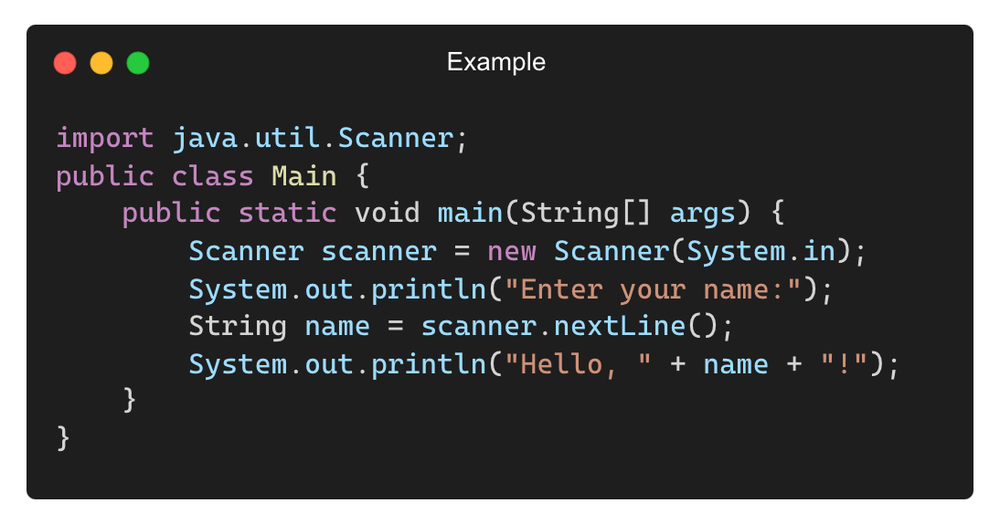 Example
import java.util.Scanner;
public class Main {
    public static void main(String[] args) {
        Scanner scanner = new Scanner(System.in);
        System.out.println("Enter your name:");
        String name = scanner.nextLine();
        System.out.println("Hello, " + name + "!");
    }
}